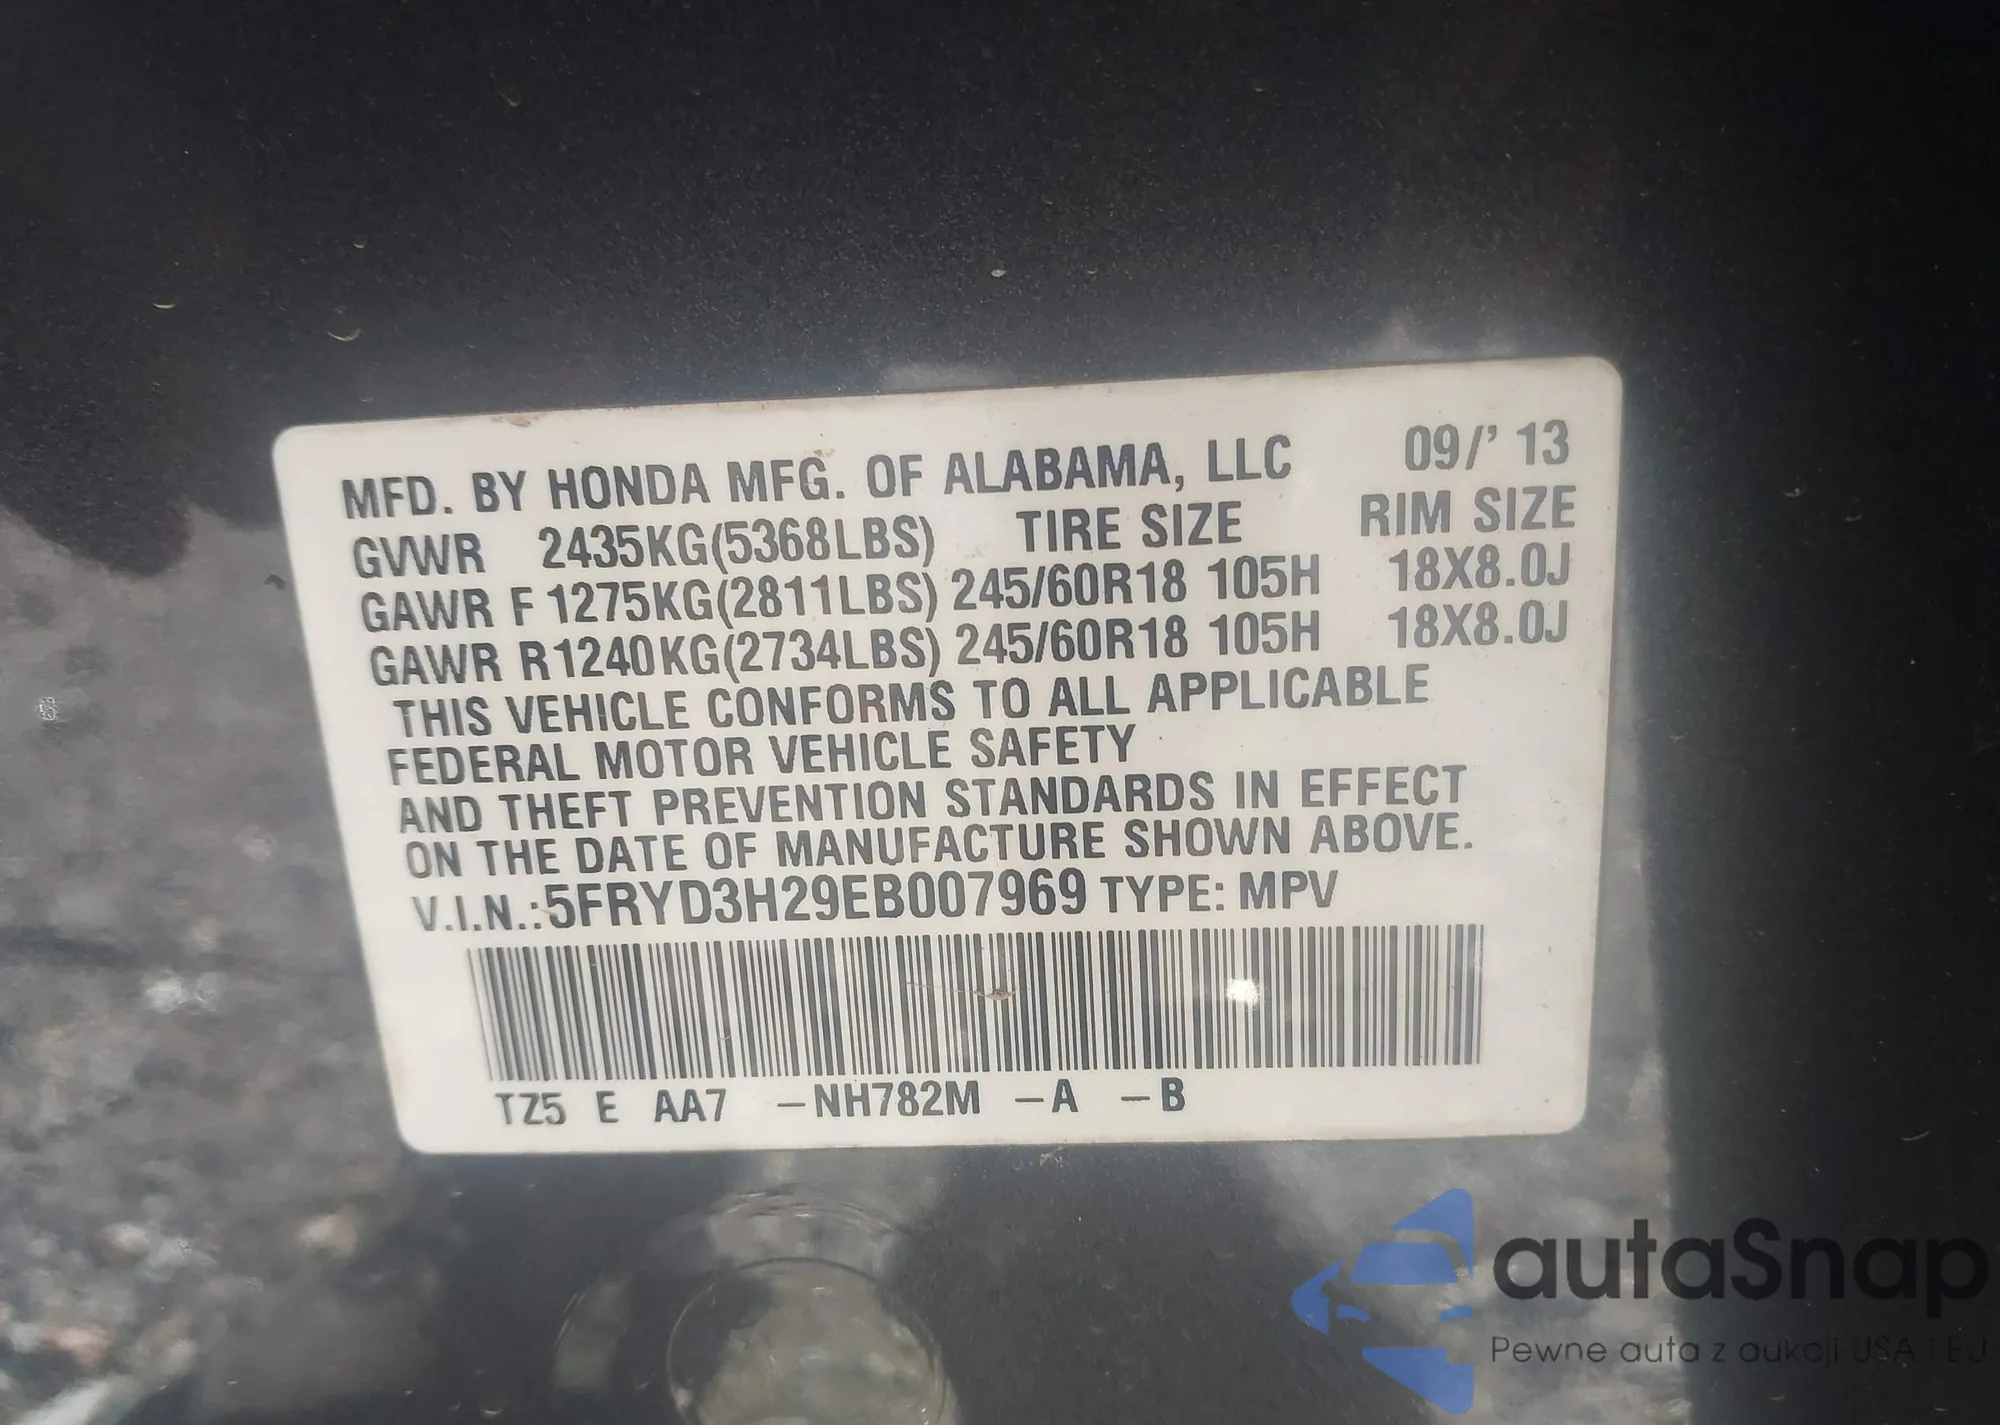 MFD. BY HONDA MFG. OF ALABAMA, LLC 09/' 13
GVWR 2435KG(5368LBS) TIRE SIZE RIM SIZE
GAWR F 1275KG(2811LBS) 245/60R18 105H 18X8.0J
GAWR R1240KG(2734LBS) 245/60R18 105H 18X8.0J
THIS VEHICLE CONFORMS TO ALL APPLICABLE
FEDERAL MOTOR VEHICLE SAFETY
AND THEFT PREVENTION STANDARDS IN EFFECT
ON THE DATE OF MANUFACTURE SHOWN ABOVE.
V.I.N.:5FRYD3H29EB007969 TYPE: MPV
TZ5 E AA7 -NH782M -A -B
autaSnap
Pewne auta z aukcji USA i EU